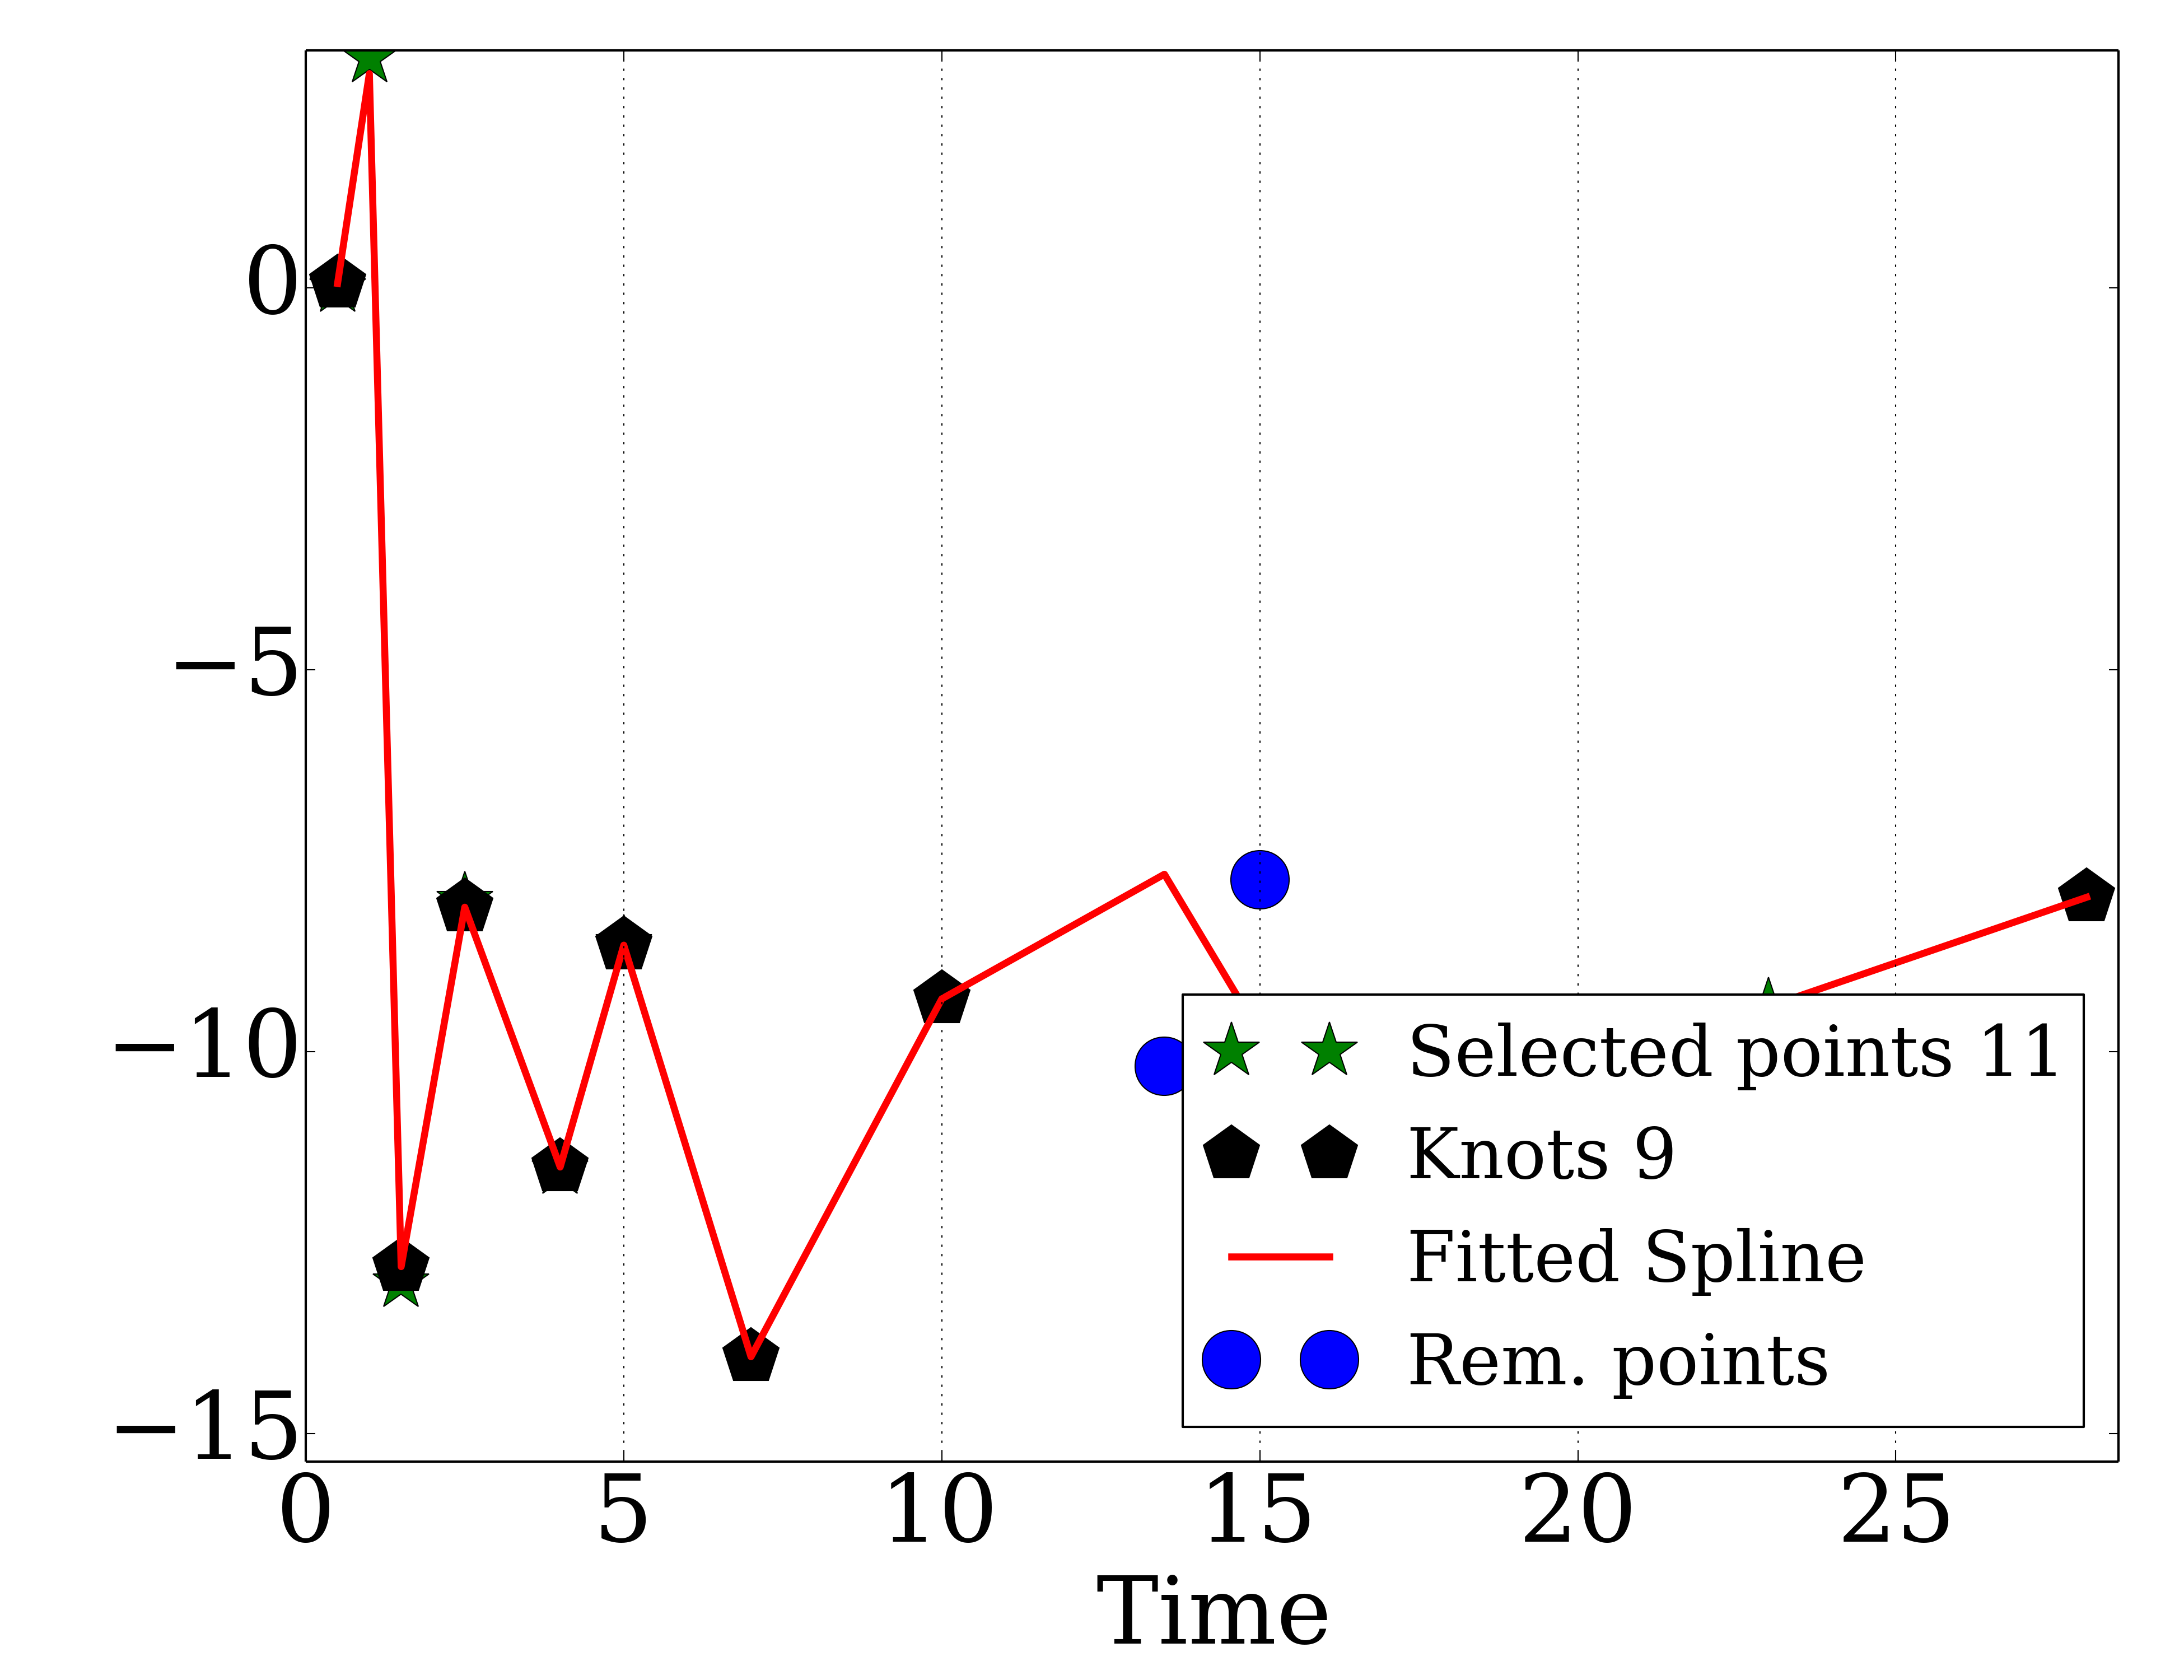 0
−5
−10
−15
0 5 10 15 20 25
Time
Selected points 11
Knots 9
Fitted Spline
Rem. points